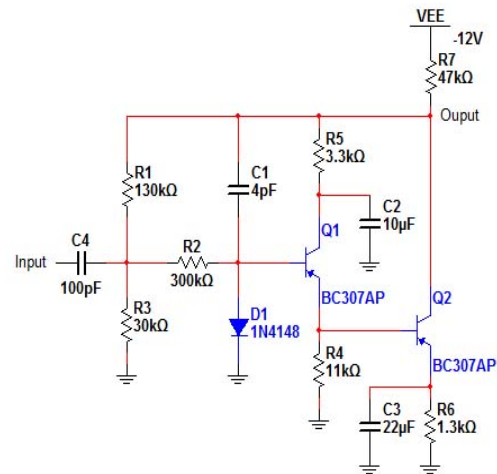 VEE
-12V
R7
47kΩ
Ouput
R5
3.3kΩ
R1
130kΩ
C1
4pF
C2
10µF
Q1
C4
R2
Input
100pF
300kΩ
BC307AP
Q2
R3
30kΩ
D1
1N4148
R4
11kΩ
BC307AP
C3
22µF
R6
1.3kΩ